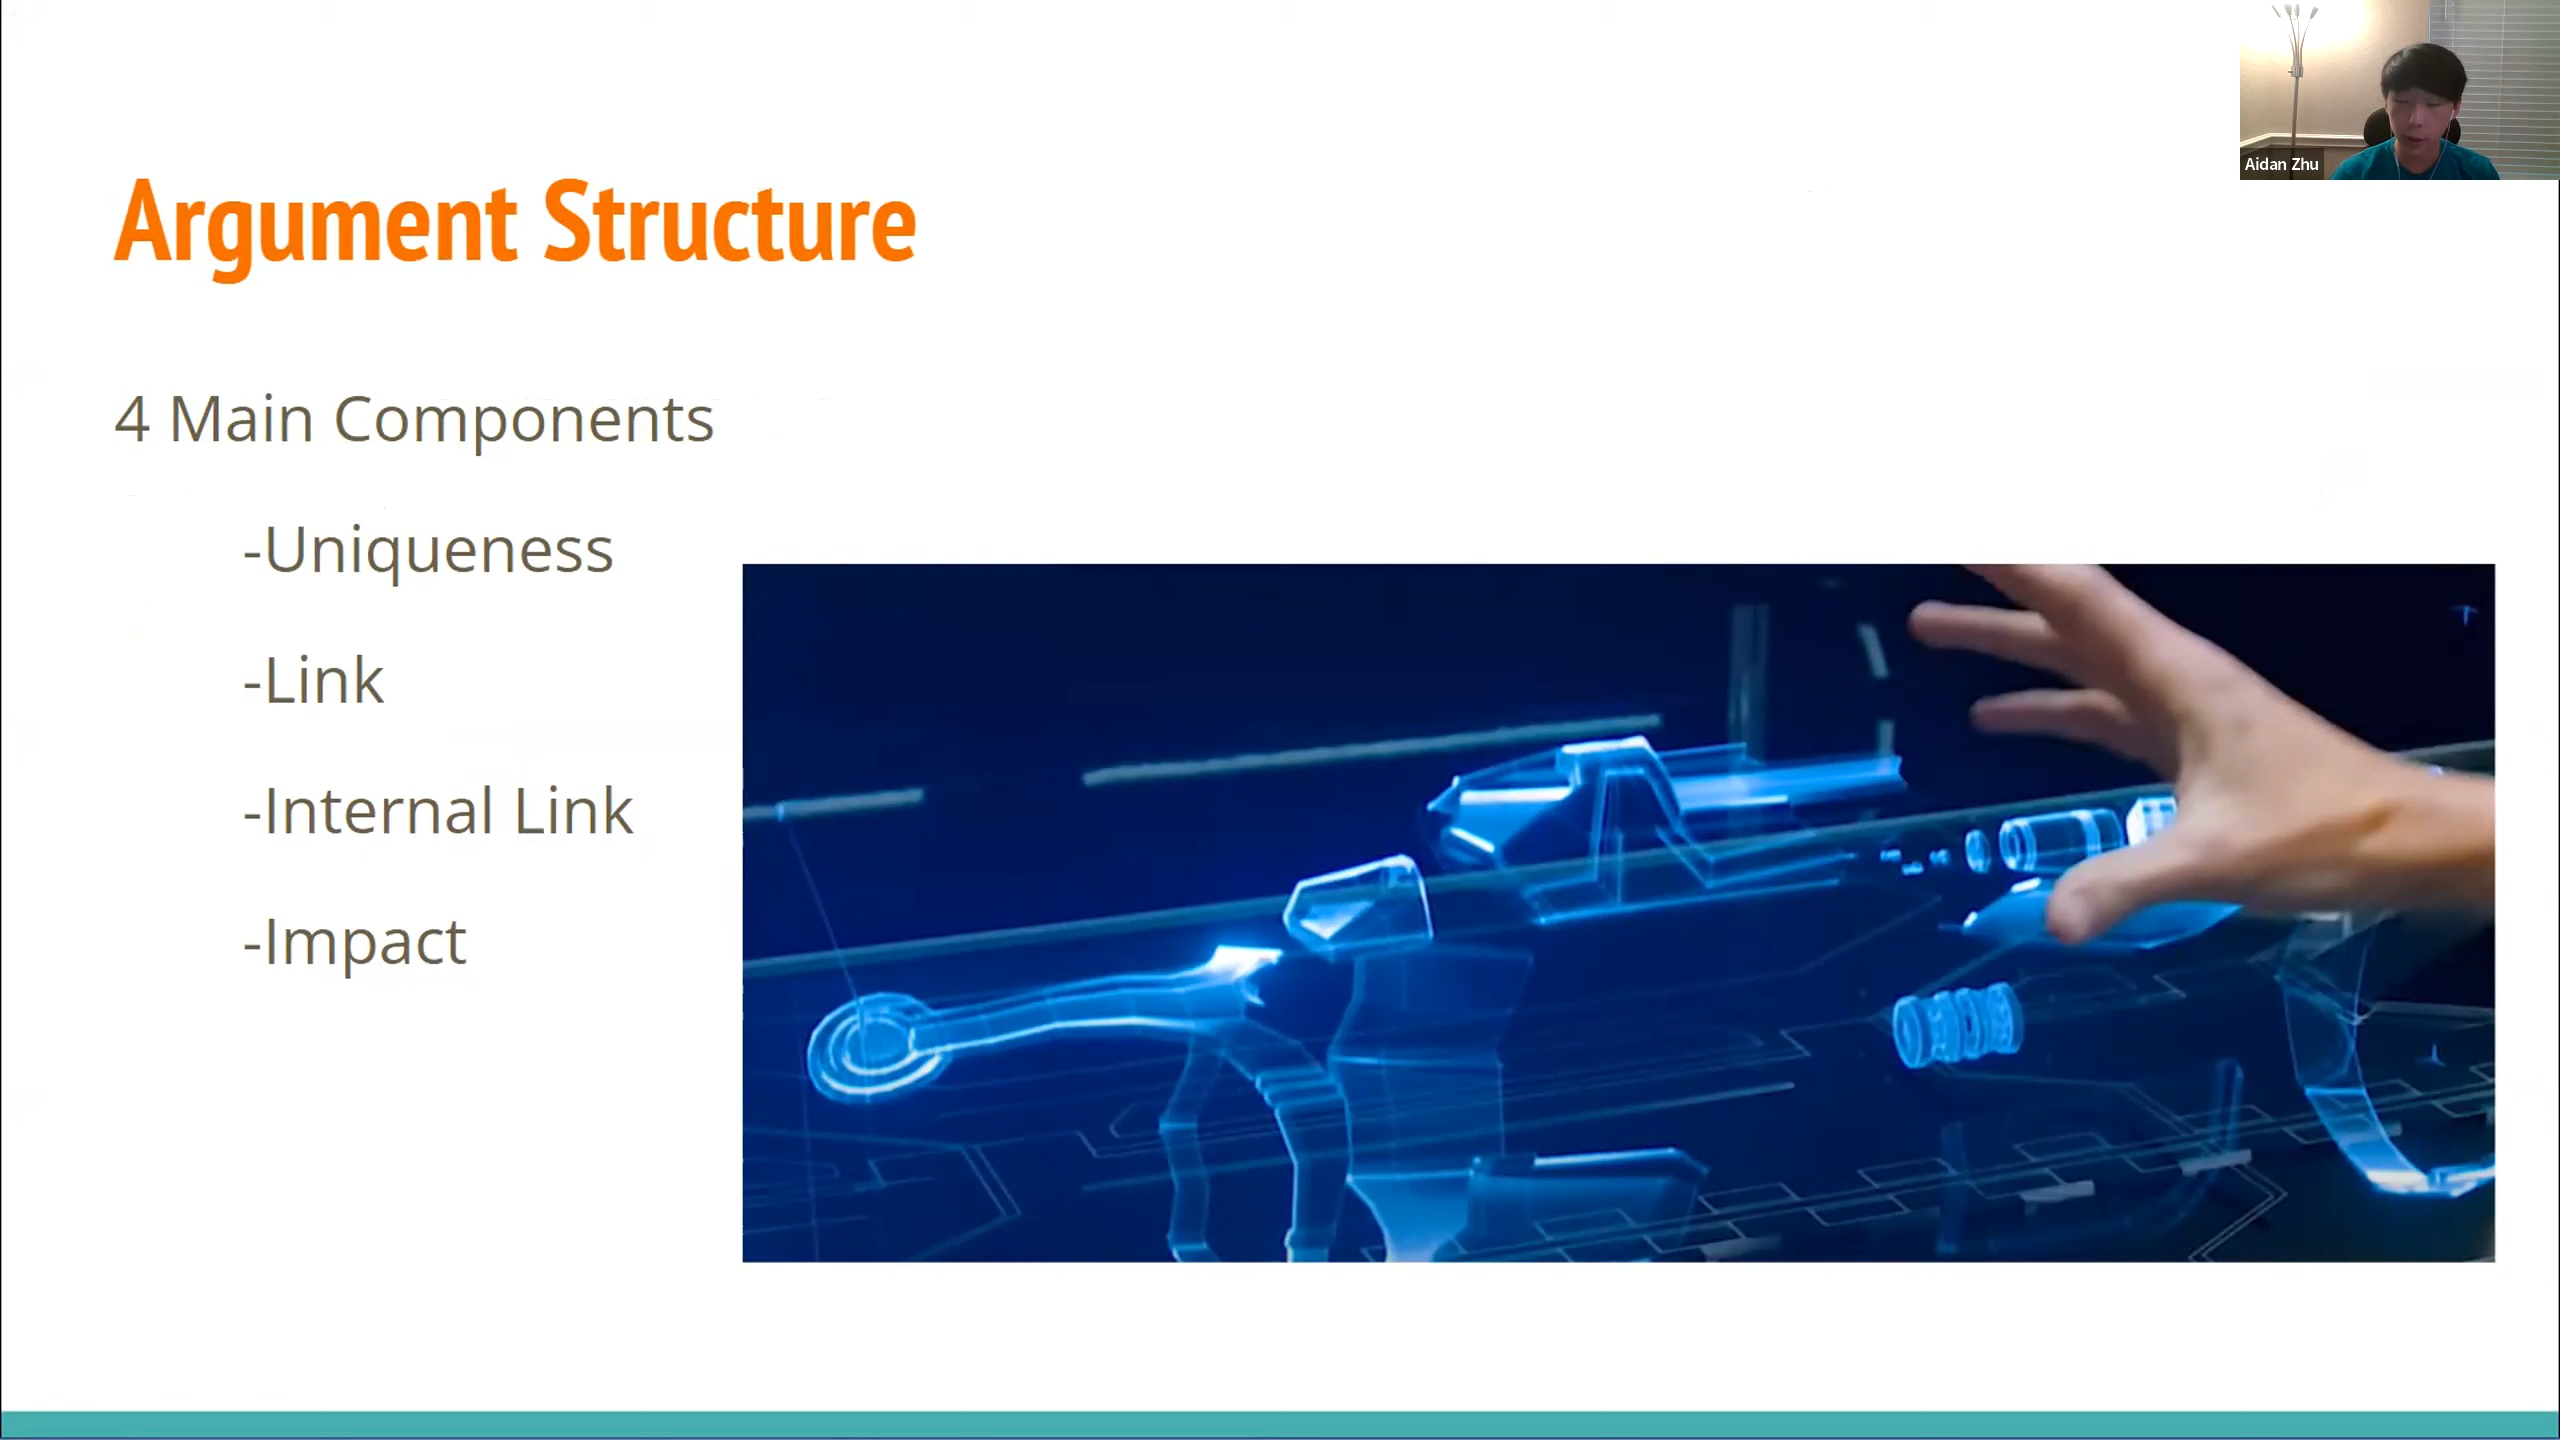 Argument Structure
4 Main Components
-Uniqueness
-Link
-Internal Link
-Impact
Aidan Zhu